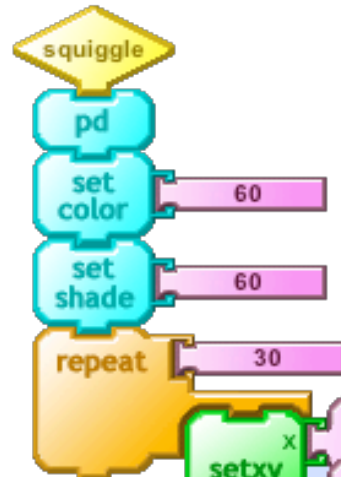 squiggle
pd
set
color
60
set
shade
60
repeat
30
x
setxy